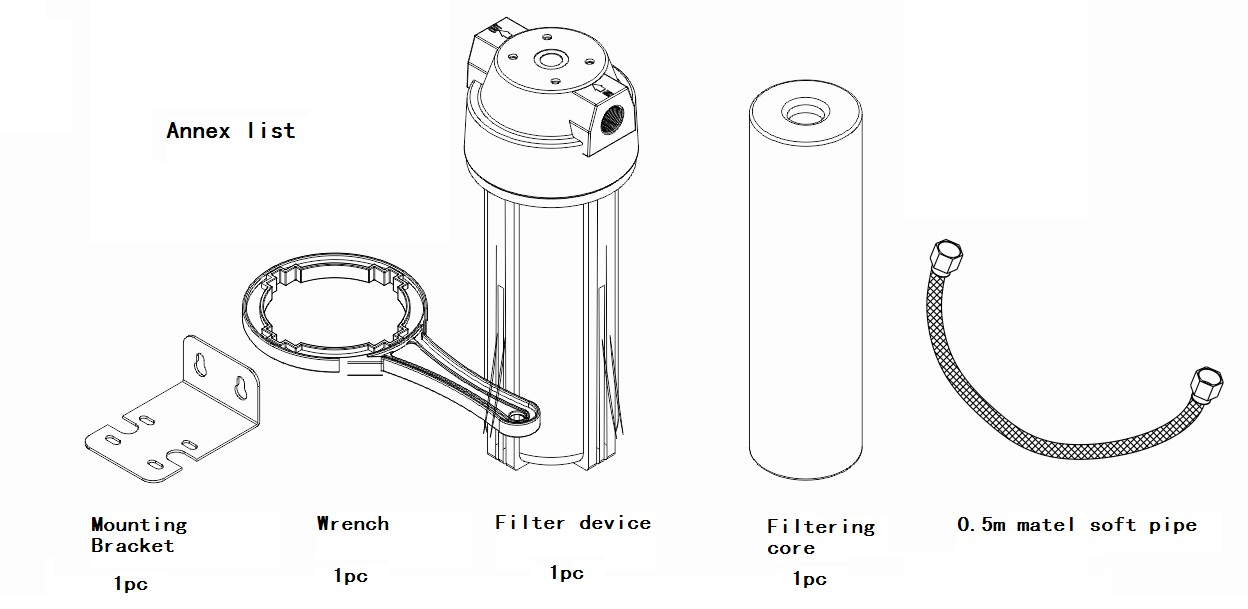 Annex list
Mounting
Bracket
1pc
Wrench
1pc
Filter device
1pc
Filtering
core
1pc
0.5m matel soft pipe